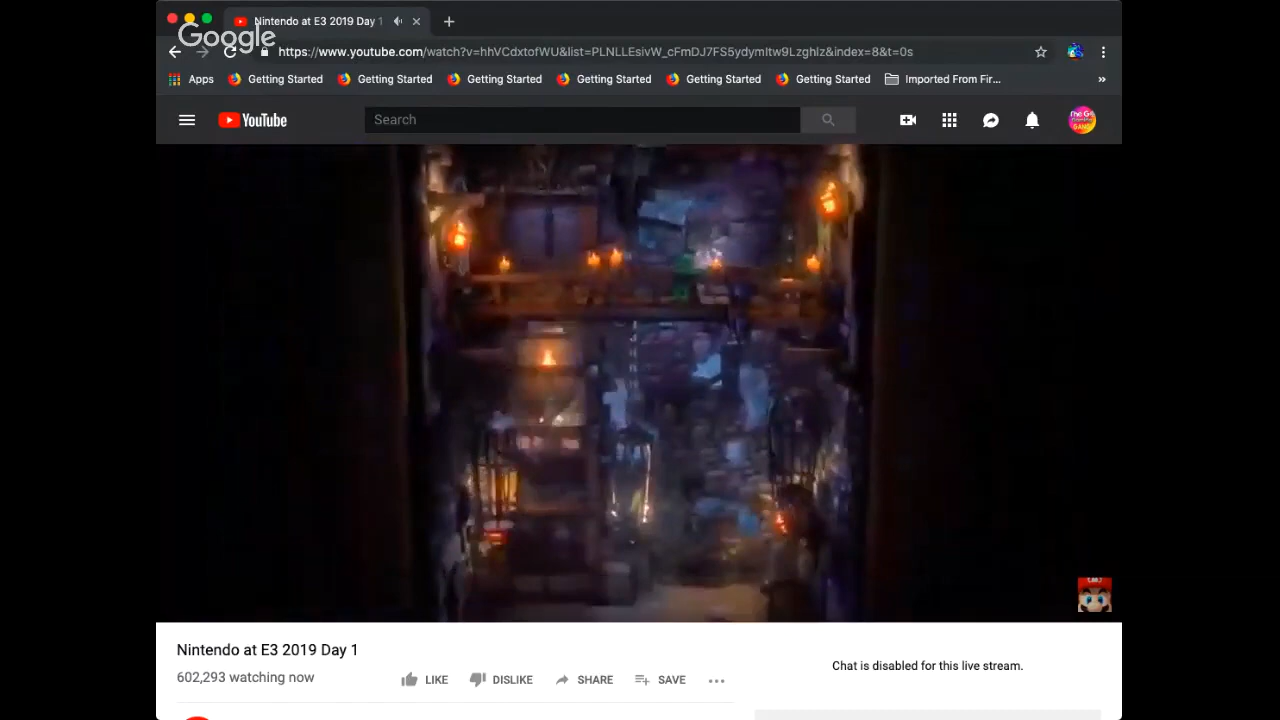 Nintendo at E3 2019 Day 1
Google
https://www.youtube.com/watch?v=hhVCdxtofWU&list=PLNLLEsivW_cFmDJ7FS5ydymItw9Lzghlz&index=8&t=0s
Apps Getting Started Getting Started Getting Started Getting Started Getting Started Getting Started Imported From Fir... »
YouTube Search
Nintendo at E3 2019 Day 1
602,293 watching now
LIKE DISLIKE SHARE SAVE
Chat is disabled for this live stream.